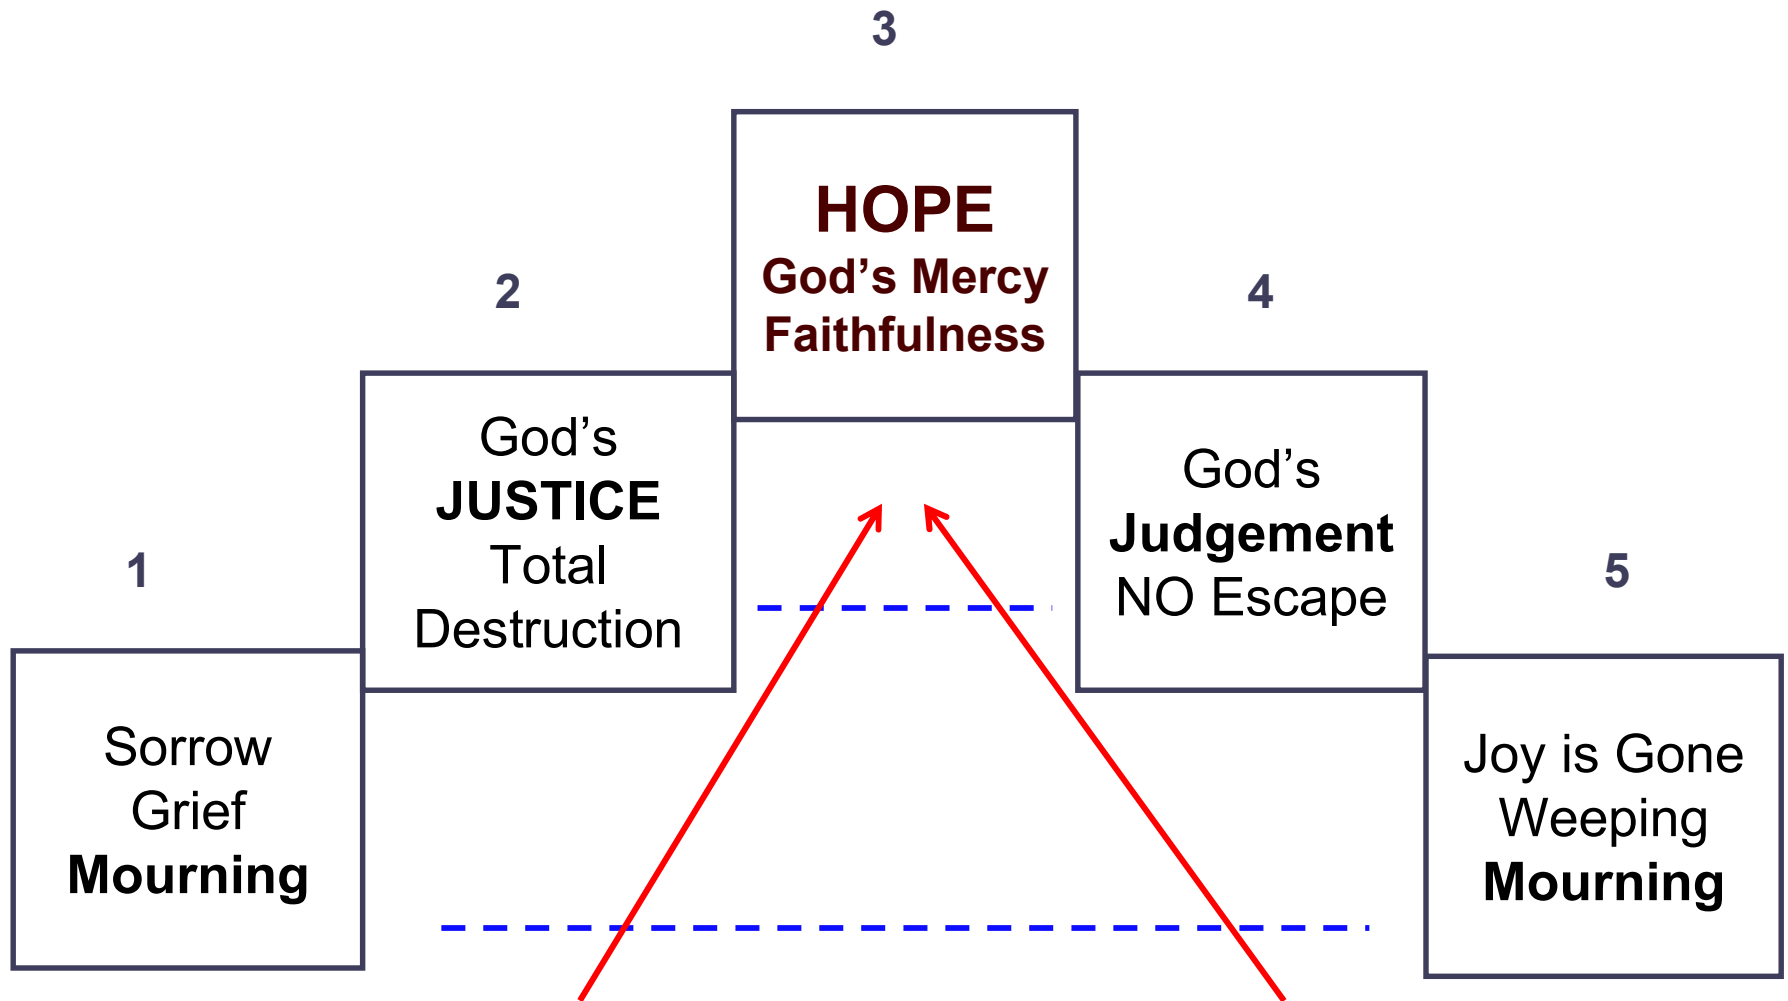 3
HOPE
God’s Mercy
Faithfulness
2
God’s
JUSTICE
Total
Destruction
4
God’s
Judgement
NO Escape
1
Sorrow
Grief
Mourning
5
Joy is Gone
Weeping
Mourning